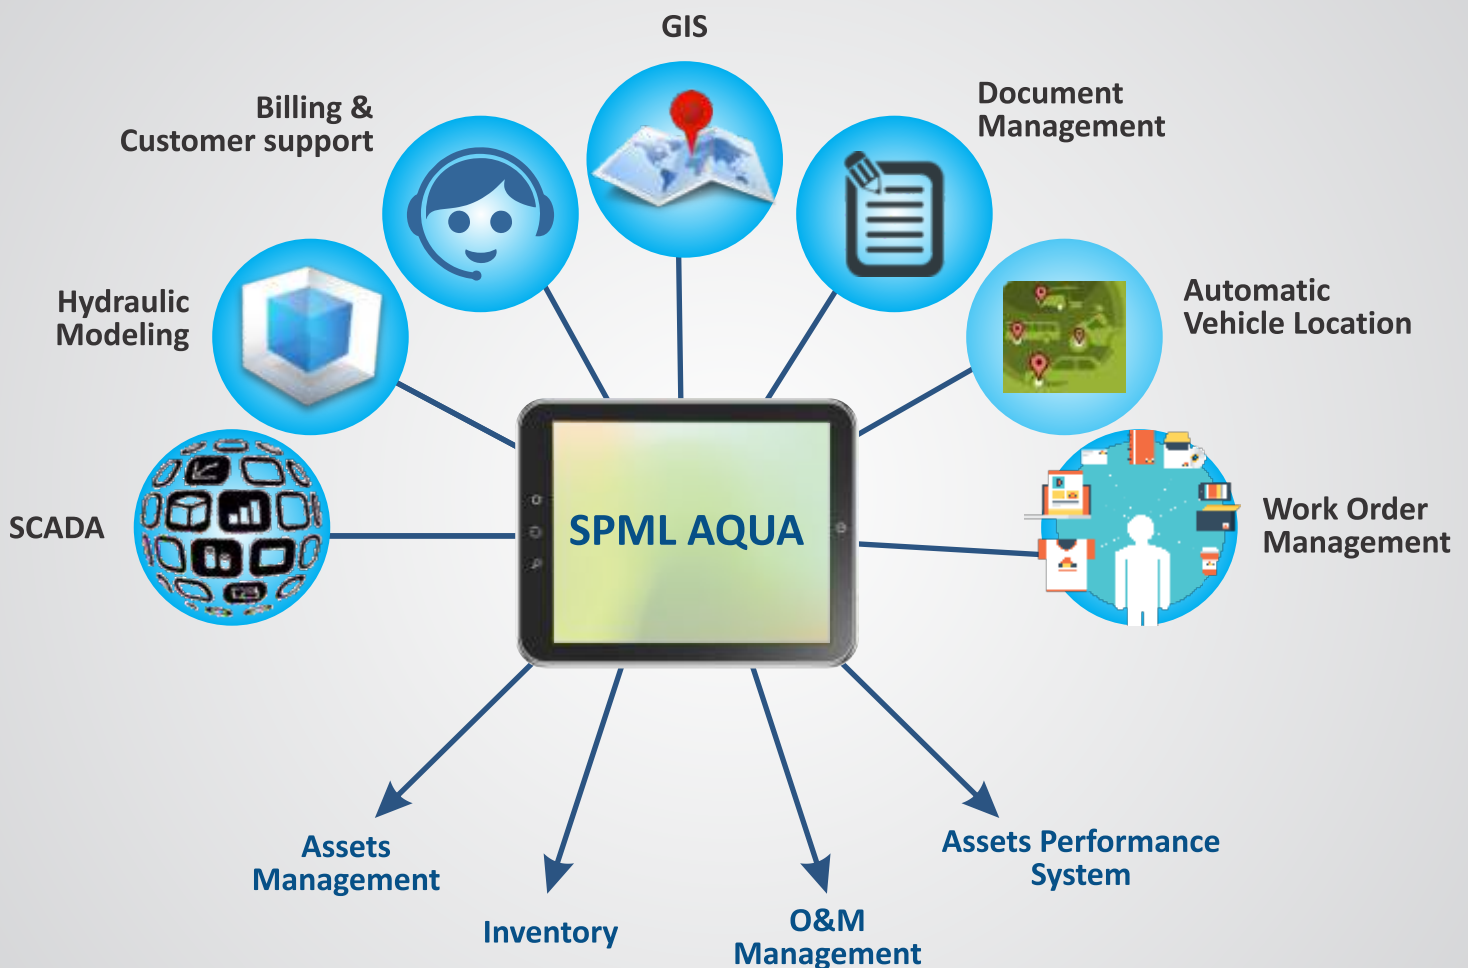 GIS
Billing &
Customer support
Document
Management
Hydraulic
Modeling
Automatic
Vehicle Location
SCADA
SPML AQUA
Work Order
Management
Assets
Management
Inventory
O&M
Management
Assets Performance
System